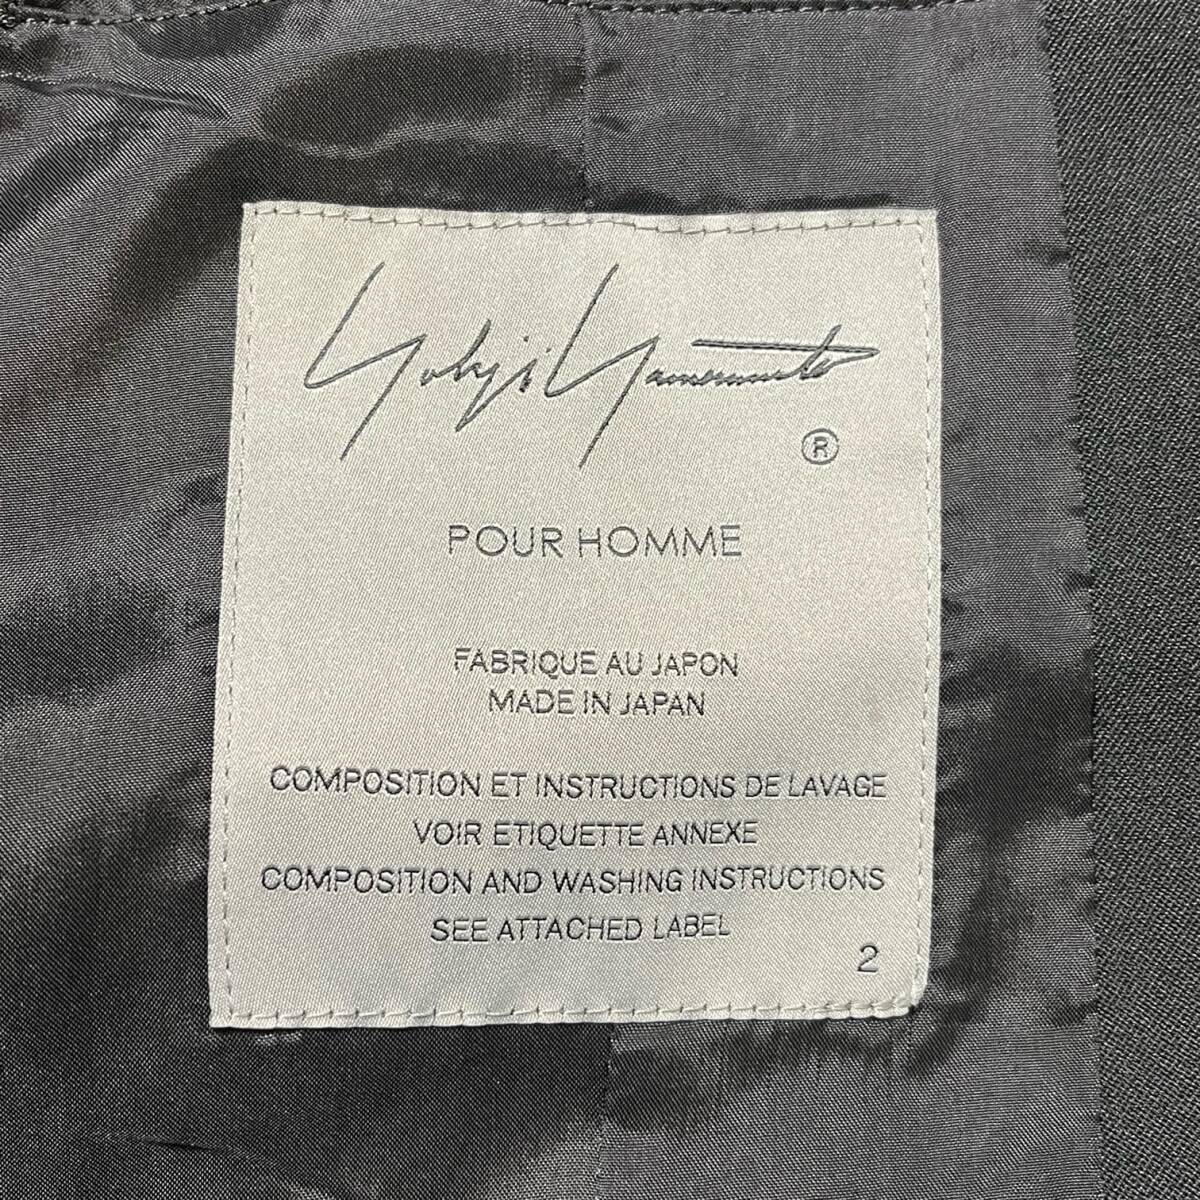 Yohji Yamamoto
®
POUR HOMME
FABRIQUE AU JAPON
MADE IN JAPAN
COMPOSITION ET INSTRUCTIONS DE LAVAGE
VOIR ETIQUETTE ANNEXE
COMPOSITION AND WASHING INSTRUCTIONS
SEE ATTACHED LABEL
2